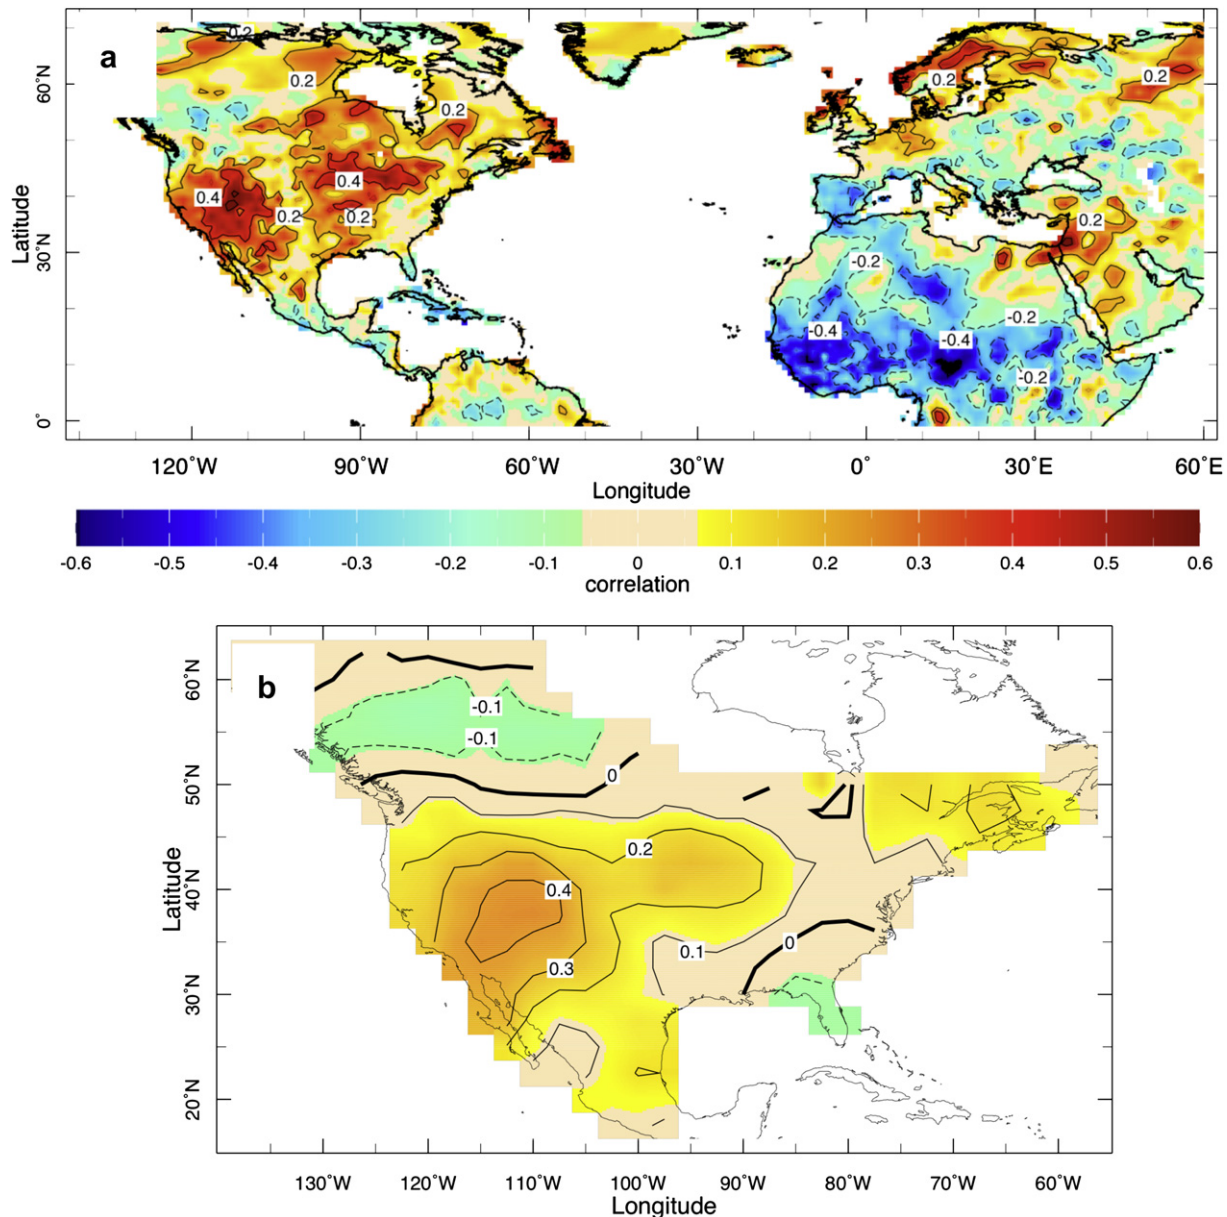 a
0.2
0.2
0.2
0.2
0.2
0.4
0.4
0.2
0.2
0.2
-0.2
-0.2
-0.4
-0.4
-0.2
60°N
30°N
0°
Latitude
120°W 90°W 60°W 30°W 0° 30°E 60°E
Longitude
-0.6 -0.5 -0.4 -0.3 -0.2 -0.1 0 0.1 0.2 0.3 0.4 0.5 0.6
correlation
b
-0.1
-0.1
0
0.2
0.4
0.1
0
0.3
60°N
50°N
40°N
30°N
20°N
Latitude
130°W 120°W 110°W 100°W 90°W 80°W 70°W 60°W
Longitude